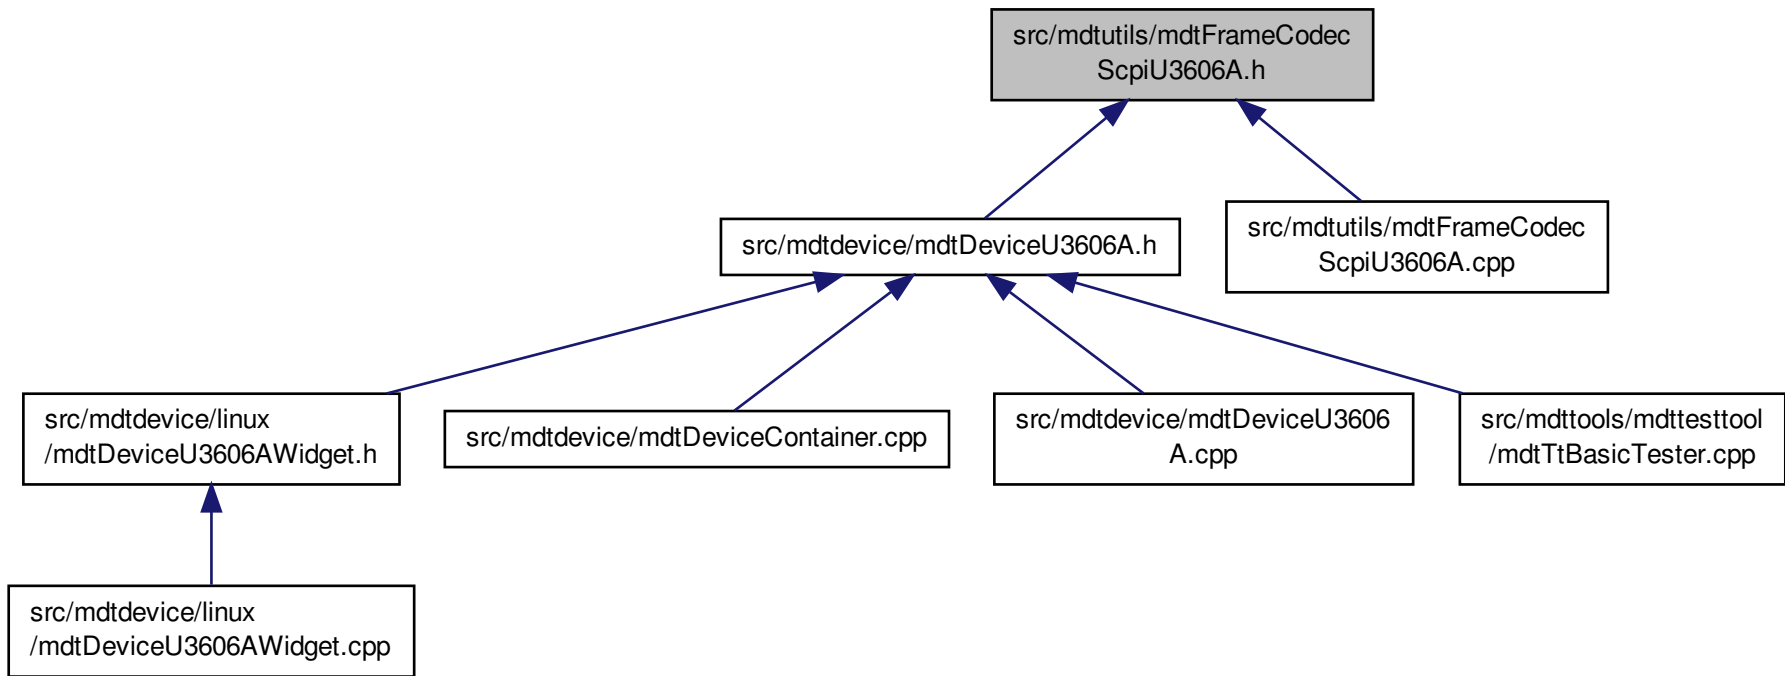 src/mdtutils/mdtFrameCodec
ScpiU3606A.h
src/mdtdevice/mdtDeviceU3606A.h
src/mdtutils/mdtFrameCodec
ScpiU3606A.cpp
src/mdtdevice/linux
/mdtDeviceU3606AWidget.h
src/mdtdevice/mdtDeviceContainer.cpp
src/mdtdevice/mdtDeviceU3606
A.cpp
src/mdttools/mdttesttool
/mdtTtBasicTester.cpp
src/mdtdevice/linux
/mdtDeviceU3606AWidget.cpp